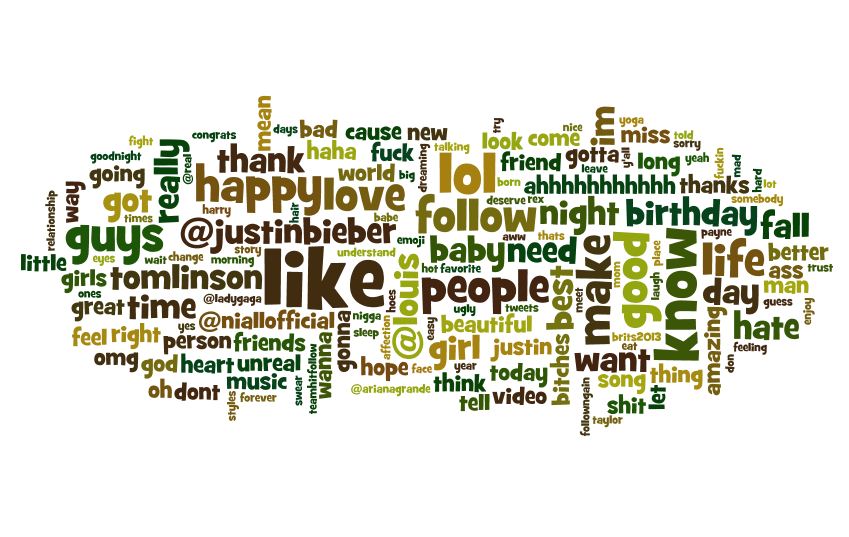 mean
days
bad
cause
new
try
nice
im
yoga
fight
congrats
look
come
miss
told
sorry
goodnight
really
@real
thank
haha
fuck
talking
dreaming
lol
friend
gotta
y'all
long
yeah
fuckin
mad
hard
going
happy
love
world
big
born
leave
ahhhhhhhhhhh
thanks
lot
relationship
way
got
times
harry
hair
babe
follow
deserve
rex
night
birthday
somebody
fall
guys
@justinbieber
emoji
aww
thats
payne
little
eyes
wait
change
morning
story
like
understand
@louis
baby
need
make
good
mom
place
laugh
know
life
better
girls
tomlinson
hot
favorite
people
best
meet
ass
trust
ones
great
time
@ladygaga
hoes
ugly
tweets
day
man
guess
enjoy
feel
right
yes
@niallofficial
nigga
sleep
affection
easy
beautiful
brits2013
eat
amazing
hate
omg
god
person
friends
wanna
gonna
girl
justin
bitches
want
don
feeling
heart
unreal
hope
face
year
today
song
thing
oh
dont
music
swear
teamhitfollow
@arianagrande
think
video
let
styles
forever
tell
shit
followngain
taylor